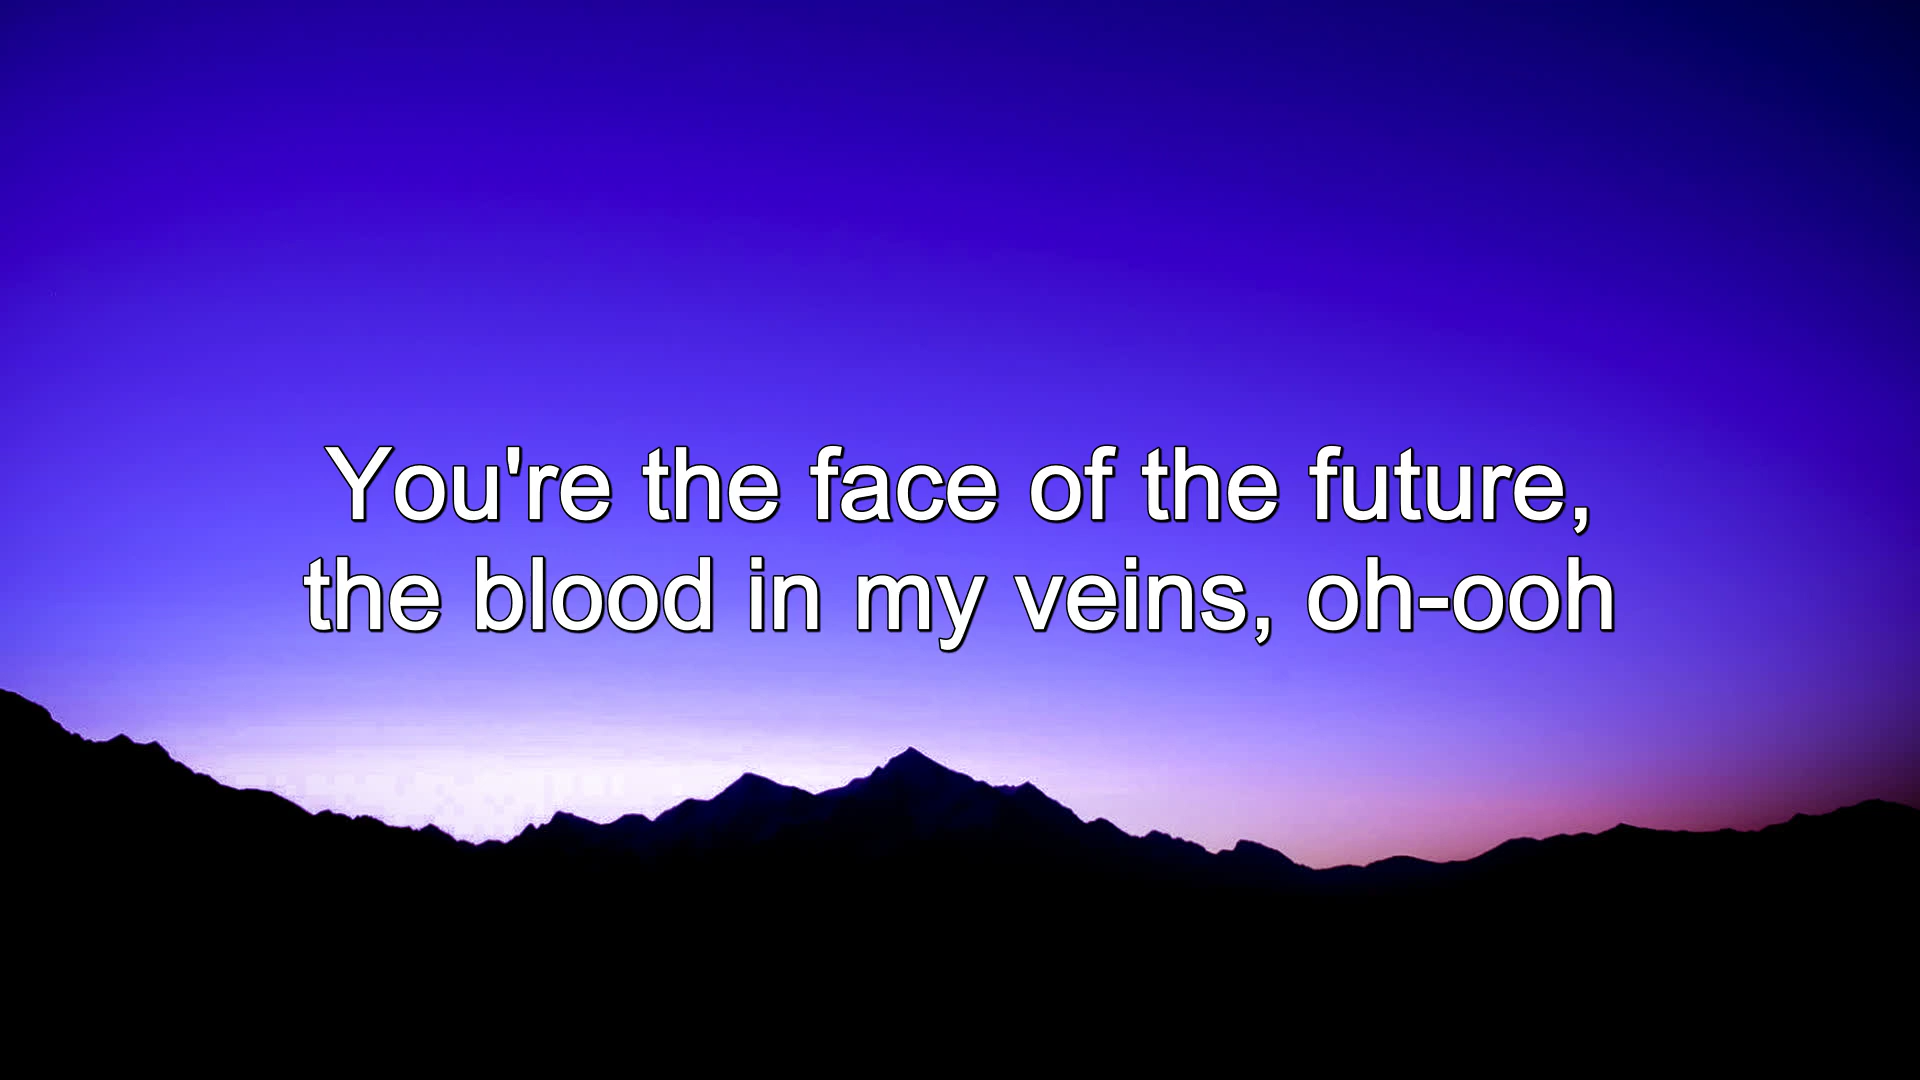 You're the face of the future,
the blood in my veins, oh-ooh